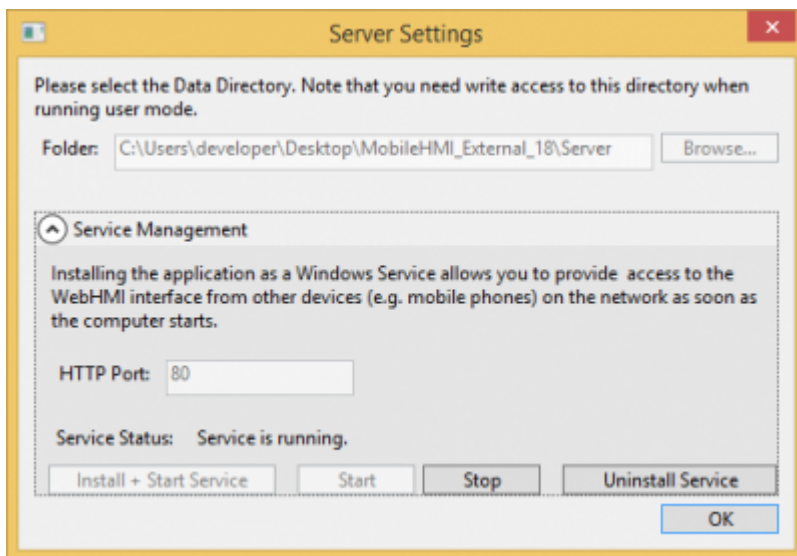 Server Settings
Please select the Data Directory. Note that you need write access to this directory when
running user mode.
Folder: C:\Users\developer\Desktop\MobileHMI_External_18\Server Browse...
Service Management
Installing the application as a Windows Service allows you to provide access to the
WebHMI interface from other devices (e.g. mobile phones) on the network as soon as
the computer starts.
HTTP Port: 80
Service Status: Service is running.
Install + Start Service Start Stop Uninstall Service
OK